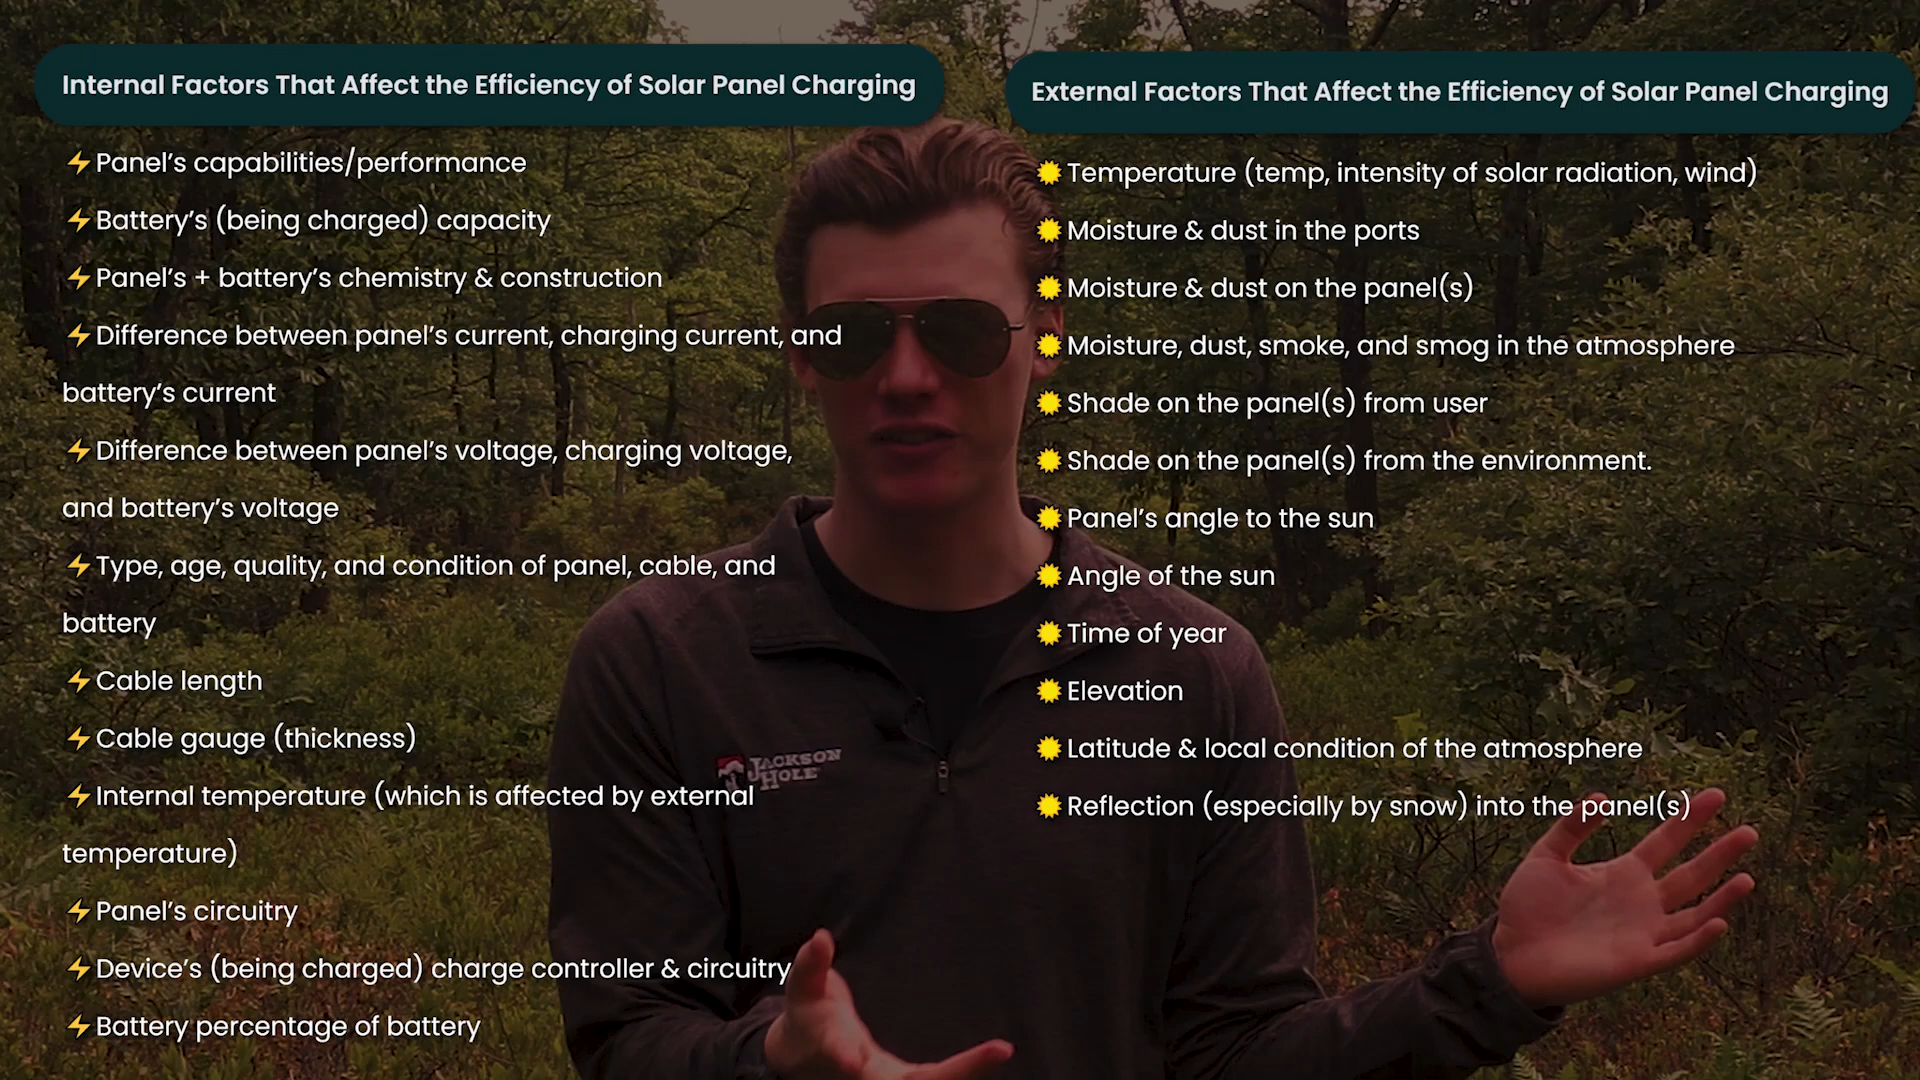 Internal Factors That Affect the Efficiency of Solar Panel Charging
⚡Panel's capabilities/performance
⚡Battery's (being charged) capacity
⚡Panel's + battery's chemistry & construction
⚡Difference between panel's current, charging current, and
battery's current
⚡Difference between panel's voltage, charging voltage,
and battery's voltage
⚡Type, age, quality, and condition of panel, cable, and
battery
⚡Cable length
⚡Cable gauge (thickness)
⚡Internal temperature (which is affected by external
temperature)
⚡Panel's circuitry
⚡Device's (being charged) charge controller & circuitry
⚡Battery percentage of battery
External Factors That Affect the Efficiency of Solar Panel Charging
Temperature (temp, intensity of solar radiation, wind)
Moisture & dust in the ports
Moisture & dust on the panel(s)
Moisture, dust, smoke, and smog in the atmosphere
Shade on the panel(s) from user
Shade on the panel(s) from the environment.
Panel's angle to the sun
Angle of the sun
Time of year
Elevation
Latitude & local condition of the atmosphere
Reflection (especially by snow) into the panel(s)
JACKSON
HOLE